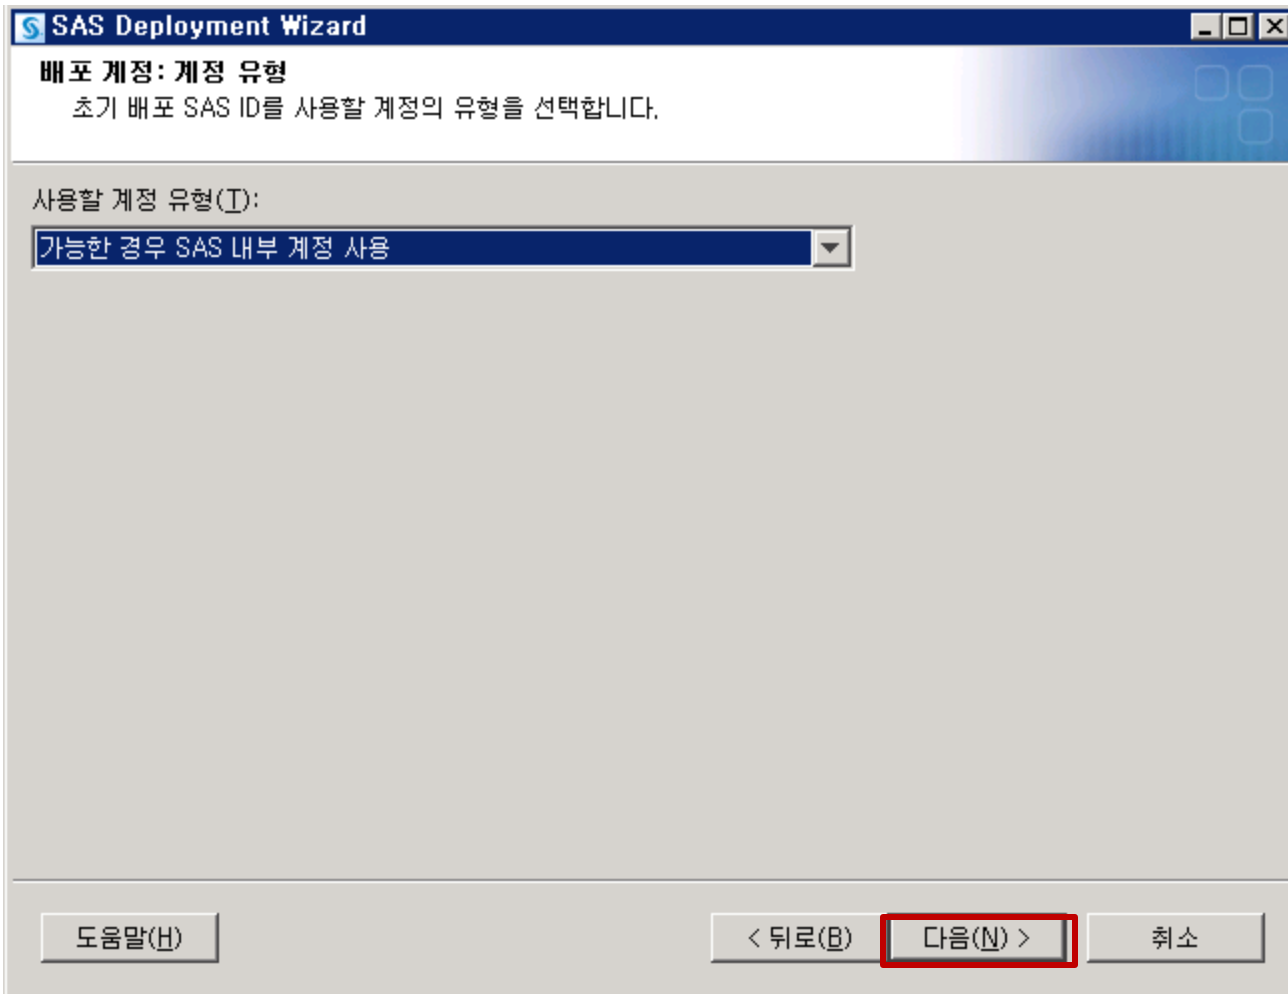 SAS Deployment Wizard
배포 계정: 계정 유형
초기 배포 SAS ID를 사용할 계정의 유형을 선택합니다.
사용할 계정 유형(T):
가능한 경우 SAS 내부 계정 사용
도움말(H)
< 뒤로(B)
다음(N) >
취소